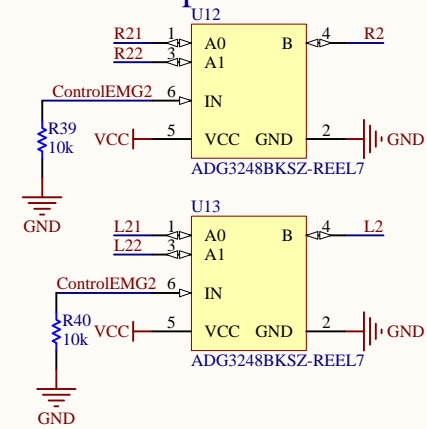 U12
R21 1 A0 B 4 R2
R22 3 A1
ControlEMG2 6 IN
R39
10k
VCC 5 VCC GND 2 GND
ADG3248BKSZ-REEL7
GND
U13
L21 1 A0 B 4 L2
L22 3 A1
ControlEMG2 6 IN
R40
10k
VCC 5 VCC GND 2 GND
ADG3248BKSZ-REEL7
GND